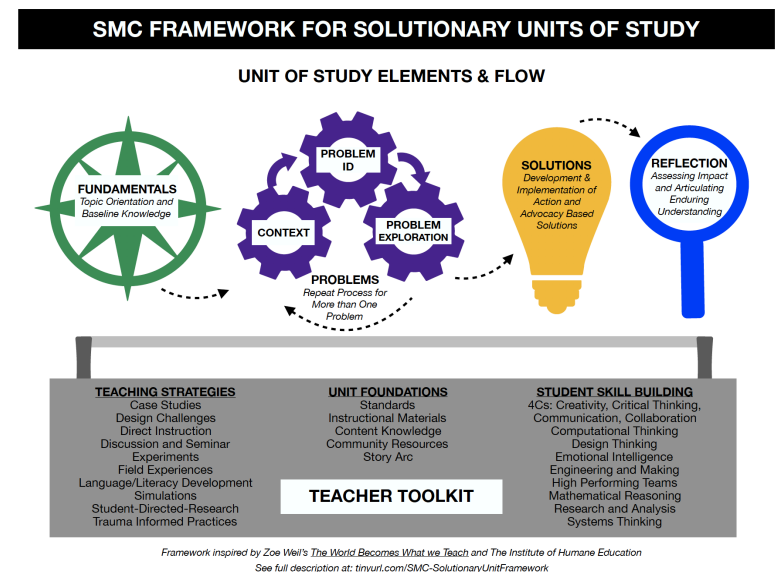 SMC FRAMEWORK FOR SOLUTIONARY UNITS OF STUDY
UNIT OF STUDY ELEMENTS & FLOW
FUNDAMENTALS
Topic Orientation and
Baseline Knowledge
PROBLEM
ID
CONTEXT
PROBLEM
EXPLORATION
PROBLEMS
Repeat Process for
More than One
Problem
SOLUTIONS
Development &
Implementation of
Action and
Advocacy Based
Solutions
REFLECTION
Assessing Impact
and Articulating
Enduring
Understanding
TEACHING STRATEGIES
Case Studies
Design Challenges
Direct Instruction
Discussion and Seminar
Experiments
Field Experiences
Language/Literacy Development
Simulations
Student-Directed-Research
Trauma Informed Practices
UNIT FOUNDATIONS
Standards
Instructional Materials
Content Knowledge
Community Resources
Story Arc
TEACHER TOOLKIT
STUDENT SKILL BUILDING
4Cs: Creativity, Critical Thinking,
Communication, Collaboration
Computational Thinking
Design Thinking
Emotional Intelligence
Engineering and Making
High Performing Teams
Mathematical Reasoning
Research and Analysis
Systems Thinking
Framework inspired by Zoe Weil's The World Becomes What we Teach and The Institute of Humane Education
See full description at: tinyurl.com/SMC-SolutionaryUnitFramework